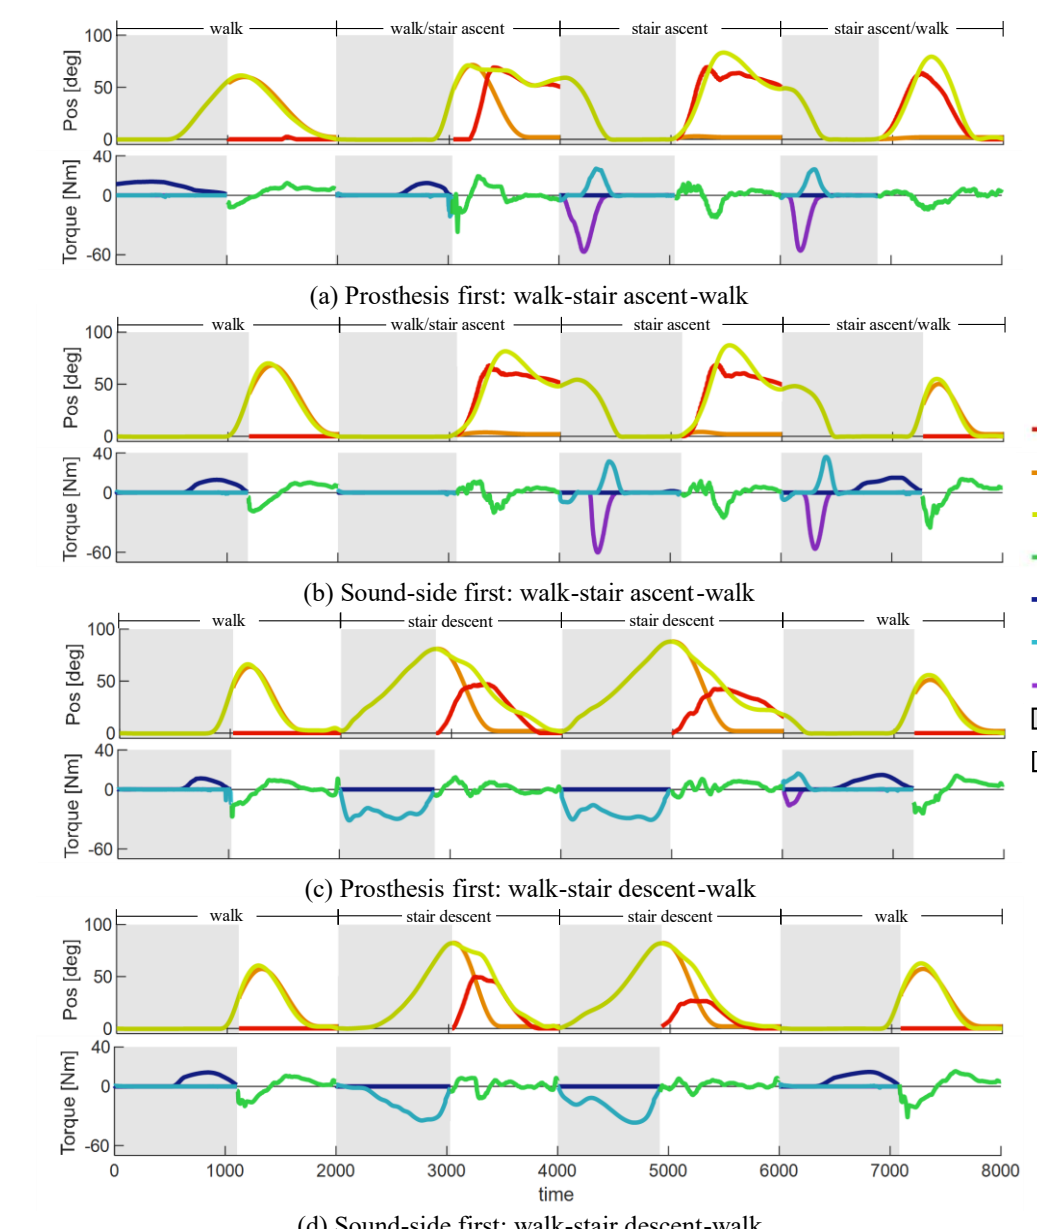 walk walk/stair ascent stair ascent stair ascent/walk
100
Pos [deg]
50
0
40
Torque [Nm]
0
-60
(a) Prosthesis first: walk-stair ascent-walk
walk walk/stair ascent stair ascent stair ascent/walk
100
Pos [deg]
50
0
40
Torque [Nm]
0
-60
(b) Sound-side first: walk-stair ascent-walk
walk stair descent stair descent walk
100
Pos [deg]
50
0
40
Torque [Nm]
0
-60
(c) Prosthesis first: walk-stair descent-walk
walk stair descent stair descent walk
100
Pos [deg]
50
0
40
Torque [Nm]
0
-60
0 1000 2000 3000 4000 5000 6000 7000 8000
time
(d) Sound-side first: walk-stair descent-walk